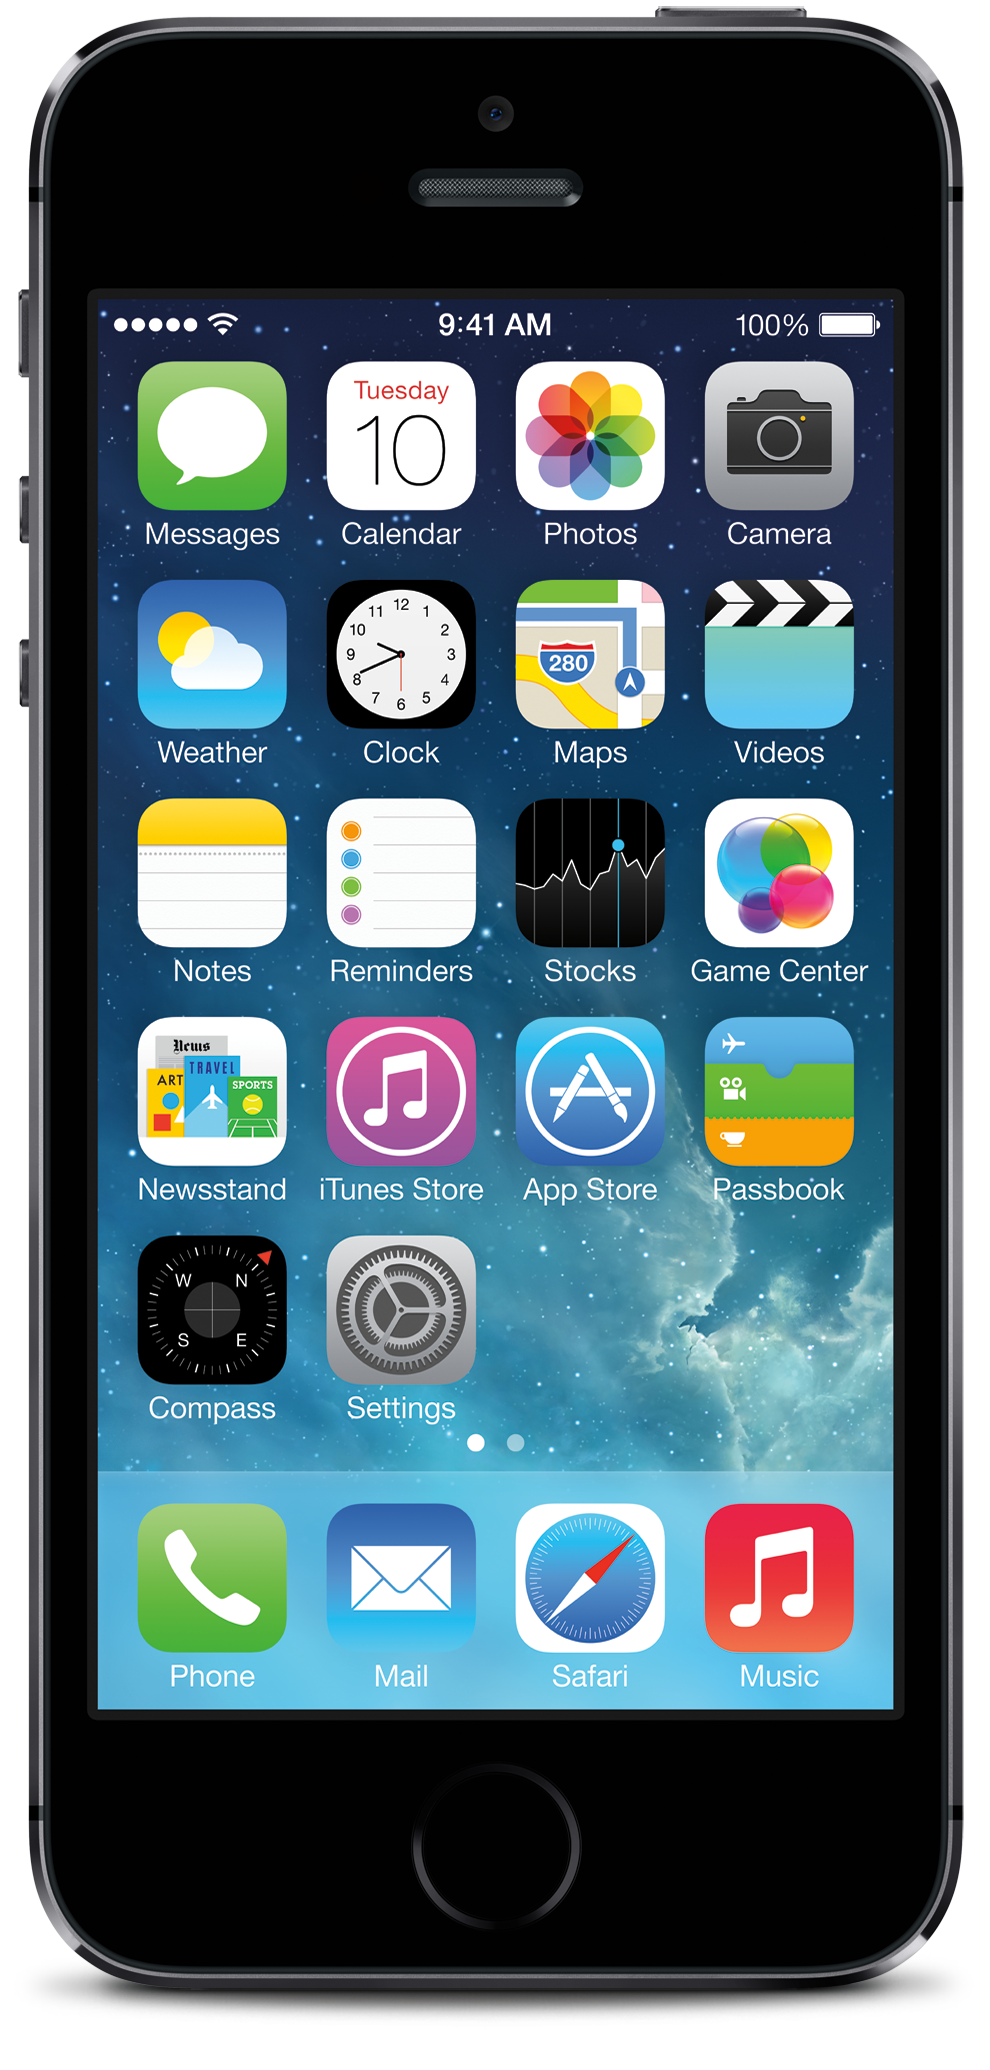 9:41 AM 100%
Tuesday
10
Messages Calendar Photos Camera
12
11 1
10 2
9 3
8 4
7 5
6
280
Weather Clock Maps Videos
Notes Reminders Stocks Game Center
News
TRAVEL
ART
SPORTS
Newsstand iTunes Store App Store Passbook
W N
S E
Compass Settings
Phone Mail Safari Music